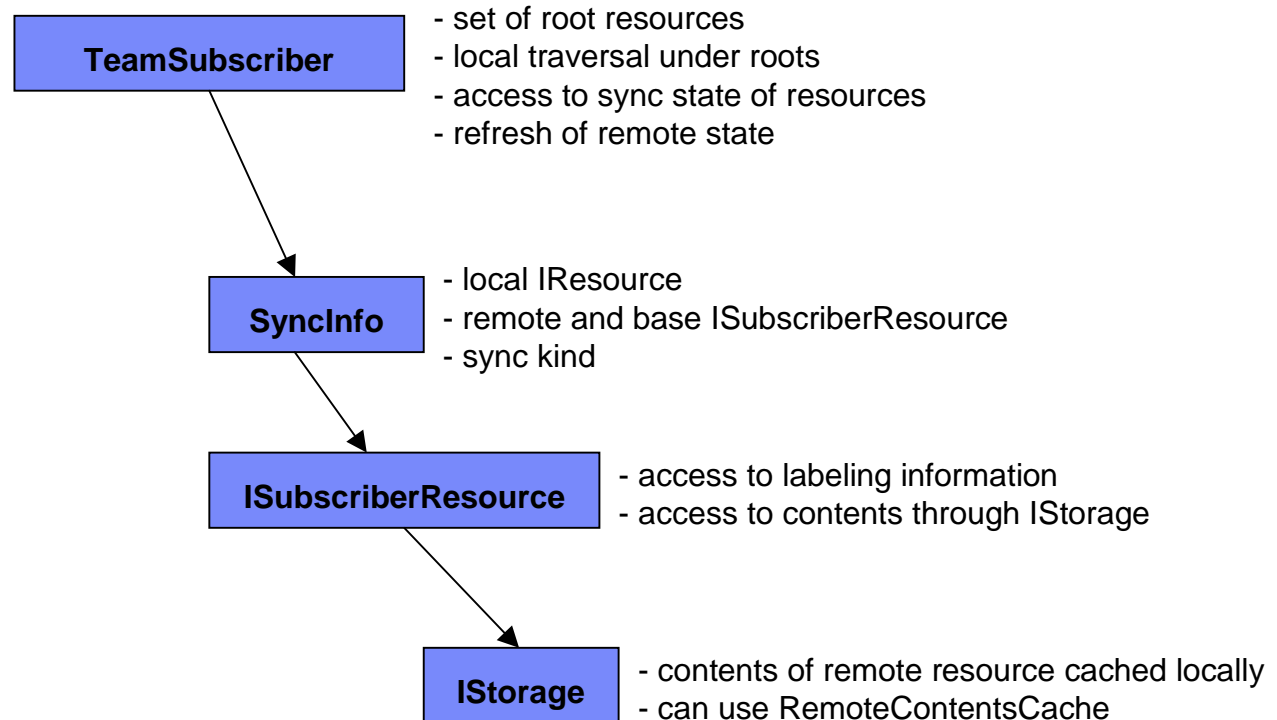 TeamSubscriber
- set of root resources
- local traversal under roots
- access to sync state of resources
- refresh of remote state
SyncInfo
- local IResource
- remote and base ISubscriberResource
- sync kind
ISubscriberResource
- access to labeling information
- access to contents through IStorage
IStorage
- contents of remote resource cached locally
- can use RemoteContentsCache